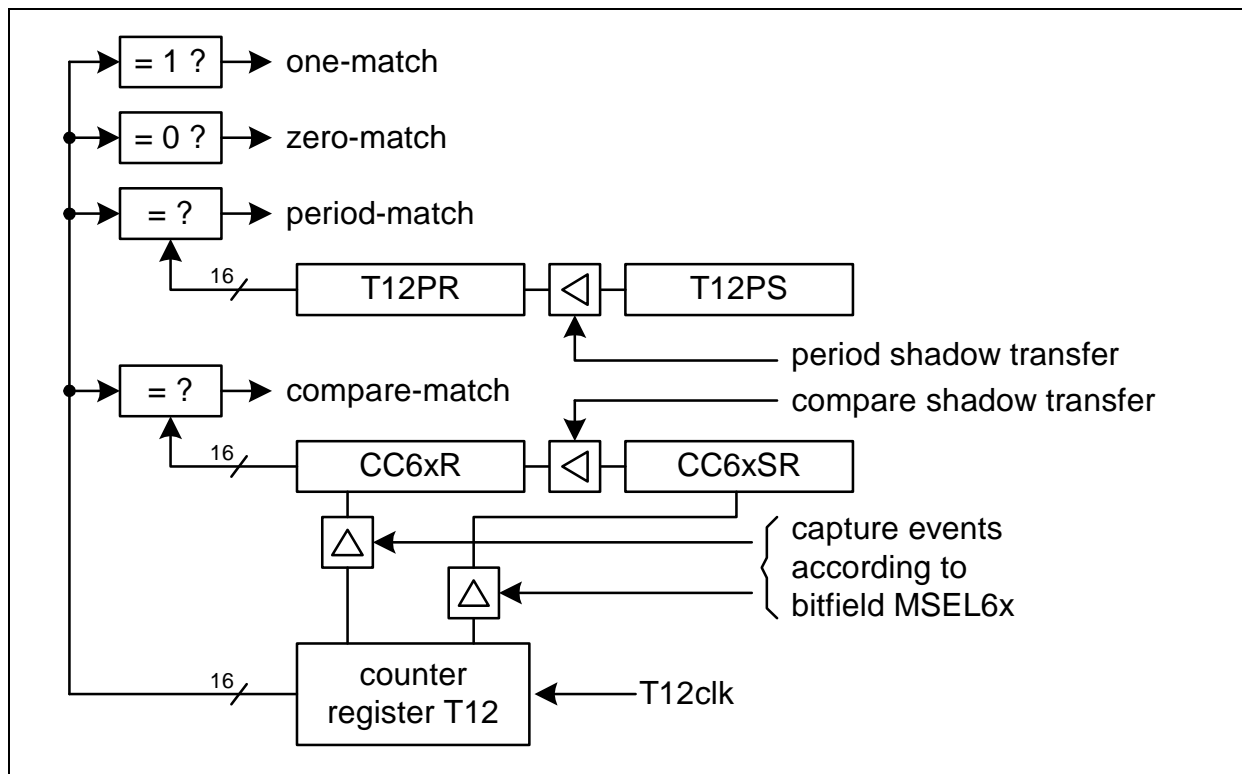 = 1 ?
one-match
= 0 ?
zero-match
= ?
period-match
16
T12PR
T12PS
period shadow transfer
= ?
compare-match
compare shadow transfer
16
CC6xR
CC6xSR
capture events
according to
bitfield MSEL6x
16
counter
register T12
T12clk